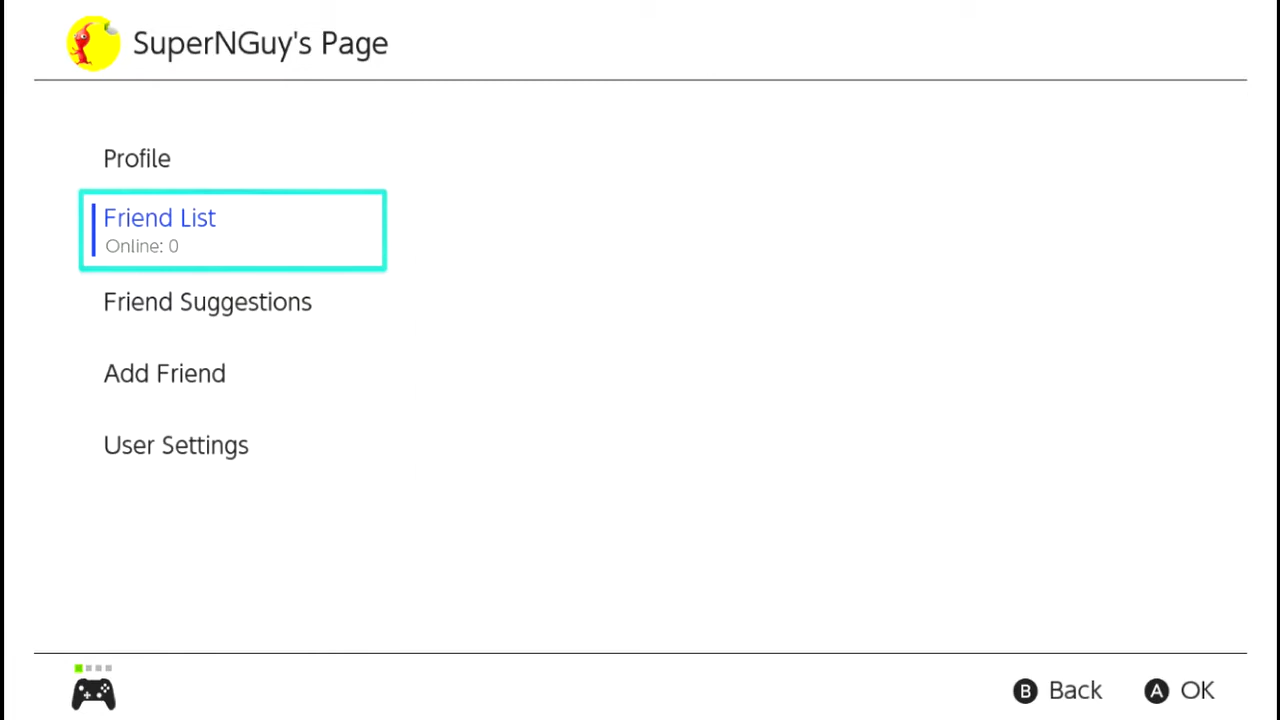 SuperNGuy's Page
Profile
Friend List
Online: 0
Friend Suggestions
Add Friend
User Settings
B Back A OK